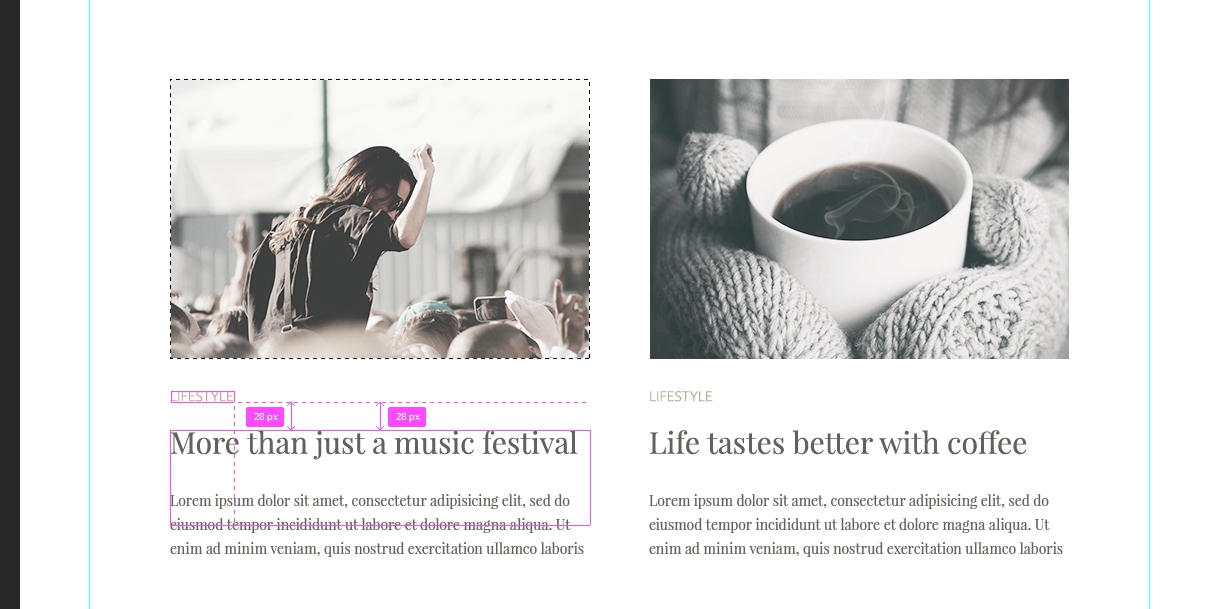 LIFESTYLE
28 px
28 px
More than just a music festival
Lorem ipsum dolor sit amet, consectetur adipisicing elit, sed do
eiusmod tempor incididunt ut labore et dolore magna aliqua. Ut
enim ad minim veniam, quis nostrud exercitation ullamco laboris
LIFESTYLE
Life tastes better with coffee
Lorem ipsum dolor sit amet, consectetur adipisicing elit, sed do
eiusmod tempor incididunt ut labore et dolore magna aliqua. Ut
enim ad minim veniam, quis nostrud exercitation ullamco laboris